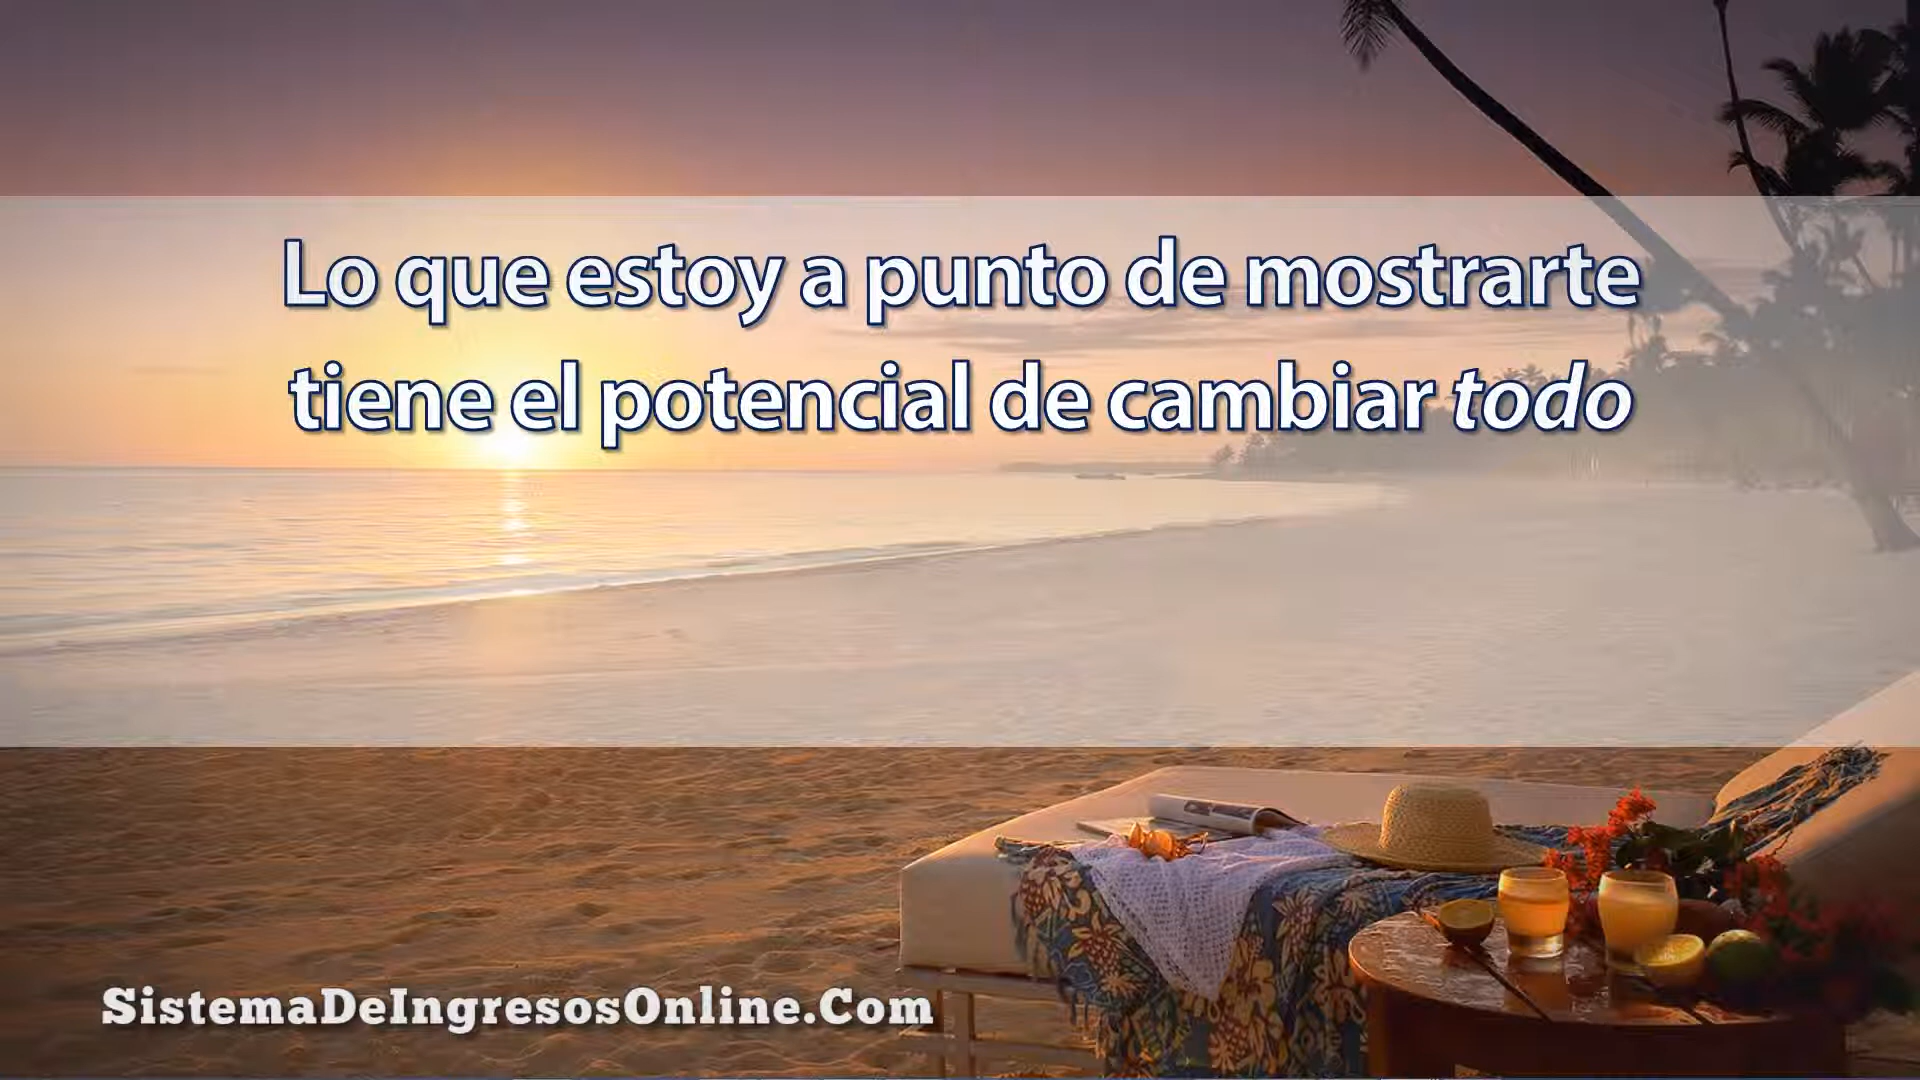 Lo que estoy a punto de mostrarte
tiene el potencial de cambiar todo
SistemaDeIngresosOnline.Com